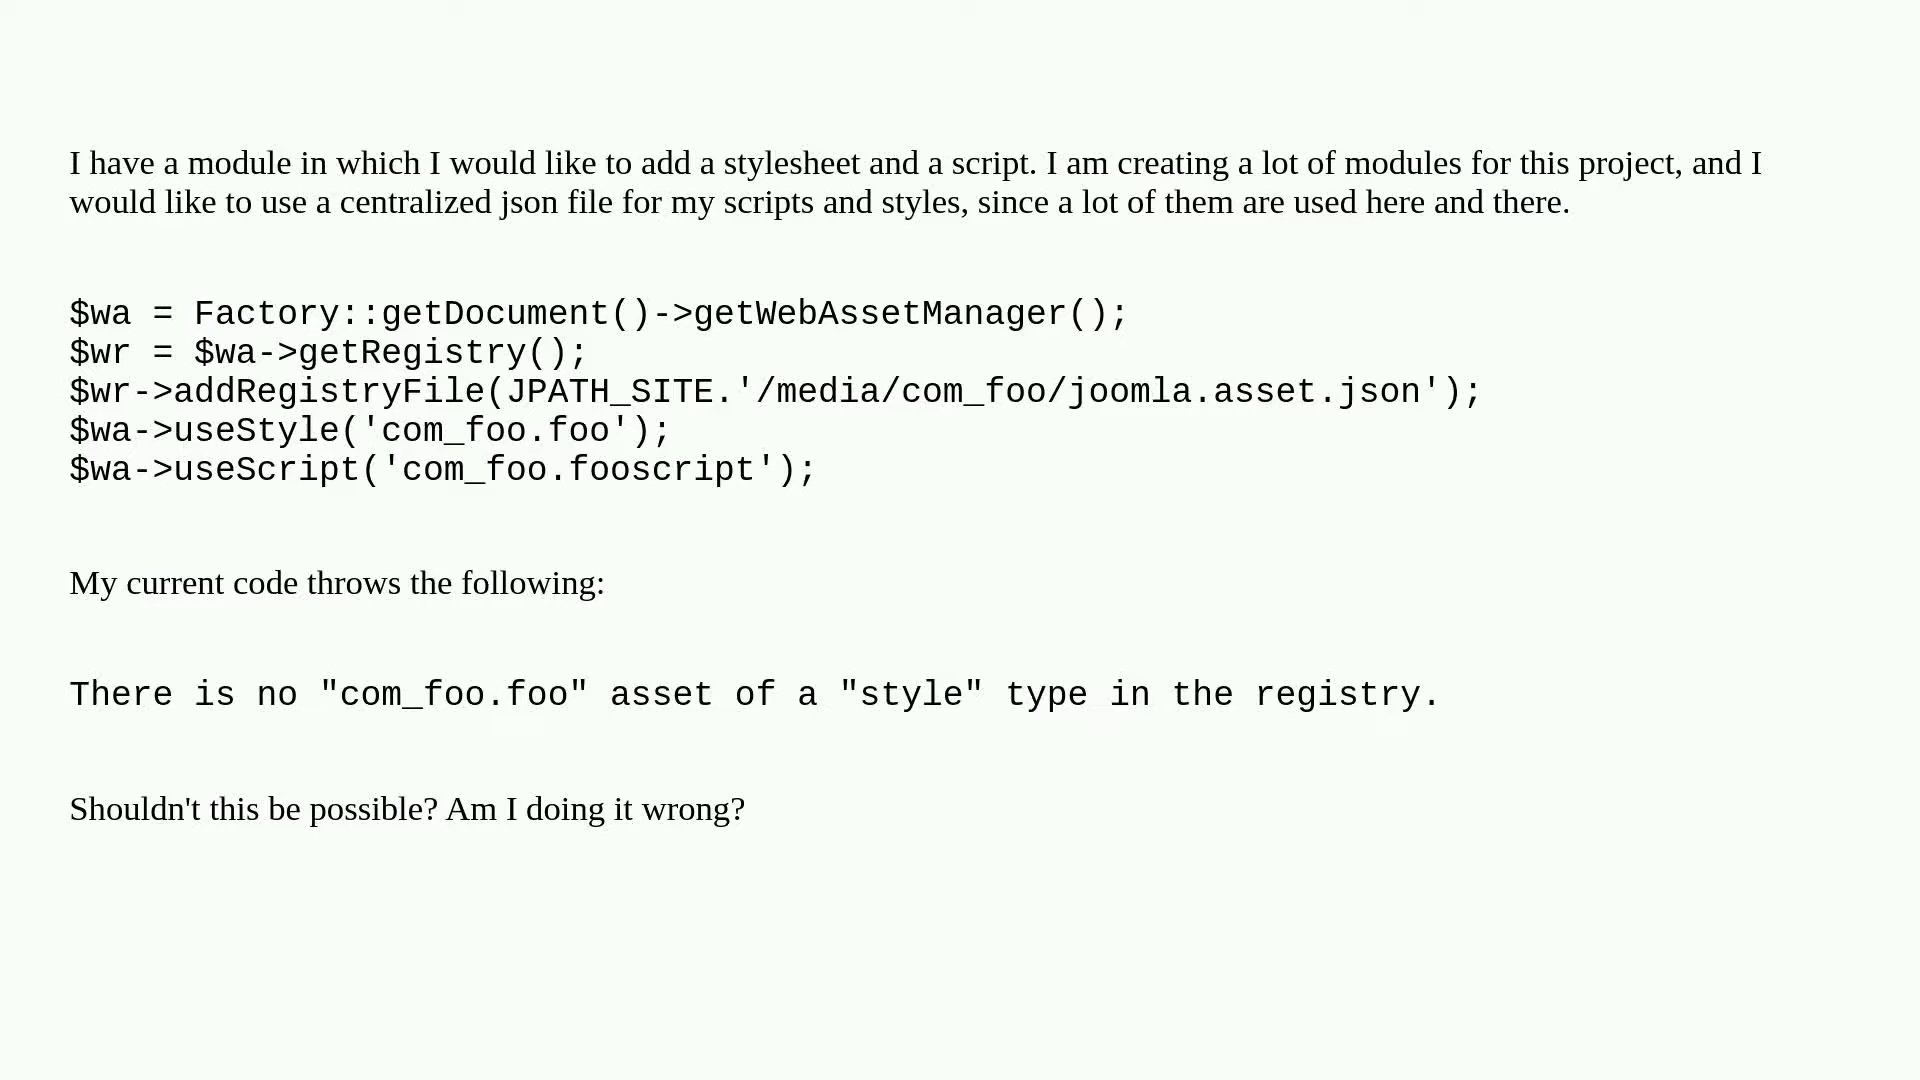 I have a module in which I would like to add a stylesheet and a script. I am creating a lot of modules for this project, and I
would like to use a centralized json file for my scripts and styles, since a lot of them are used here and there.
$wa = Factory::getDocument()->getWebAssetManager();
$wr = $wa->getRegistry();
$wr->addRegistryFile(JPATH_SITE.'/media/com_foo/joomla.asset.json');
$wa->useStyle('com_foo.foo');
$wa->useScript('com_foo.fooscript');
My current code throws the following:
There is no "com_foo.foo" asset of a "style" type in the registry.
Shouldn't this be possible? Am I doing it wrong?